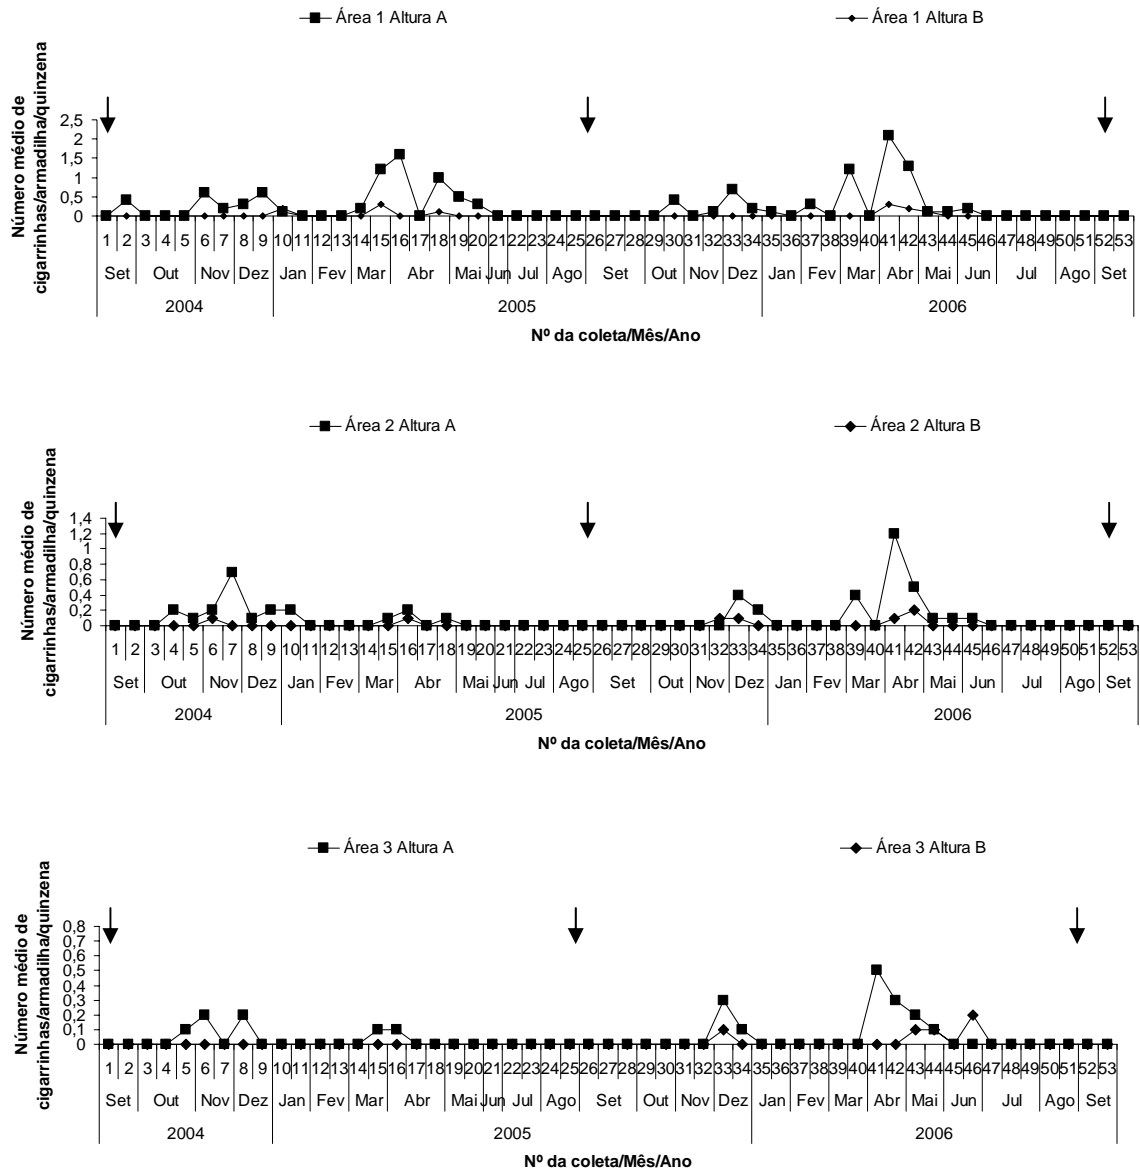 Área 1 Altura A Área 1 Altura B
Número médio de
cigarrinhas/armadilha/quinzena
2,5
2
1,5
1
0,5
0
1 2 3 4 5 6 7 8 9 10 11 12 13 14 15 16 17 18 19 20 21 22 23 24 25 26 27 28 29 30 31 32 33 34 35 36 37 38 39 40 41 42 43 44 45 46 47 48 49 50 51 52 53
Set Out Nov Dez Jan Fev Mar Abr Mai Jun Jul Ago Set Out Nov Dez Jan Fev Mar Abr Mai Jun Jul Ago Set
2004 2005 2006
Nº da coleta/Mês/Ano
Área 2 Altura A Área 2 Altura B
Número médio de
cigarrinhas/armadilha/quinzena
1,4
1,2
1
0,8
0,6
0,4
0,2
0
1 2 3 4 5 6 7 8 9 10 11 12 13 14 15 16 17 18 19 20 21 22 23 24 25 26 27 28 29 30 31 32 33 34 35 36 37 38 39 40 41 42 43 44 45 46 47 48 49 50 51 52 53
Set Out Nov Dez Jan Fev Mar Abr Mai Jun Jul Ago Set Out Nov Dez Jan Fev Mar Abr Mai Jun Jul Ago Set
2004 2005 2006
Nº da coleta/Mês/Ano
Área 3 Altura A Área 3 Altura B
Número médio de
cigarrinhas/armadilha/quinzena
0,8
0,7
0,6
0,5
0,4
0,3
0,2
0,1
0
1 2 3 4 5 6 7 8 9 10 11 12 13 14 15 16 17 18 19 20 21 22 23 24 25 26 27 28 29 30 31 32 33 34 35 36 37 38 39 40 41 42 43 44 45 46 47 48 49 50 51 52 53
Set Out Nov Dez Jan Fev Mar Abr Mai Jun Jul Ago Set Out Nov Dez Jan Fev Mar Abr Mai Jun Jul Ago Set
2004 2005 2006
Nº da coleta/Mês/Ano